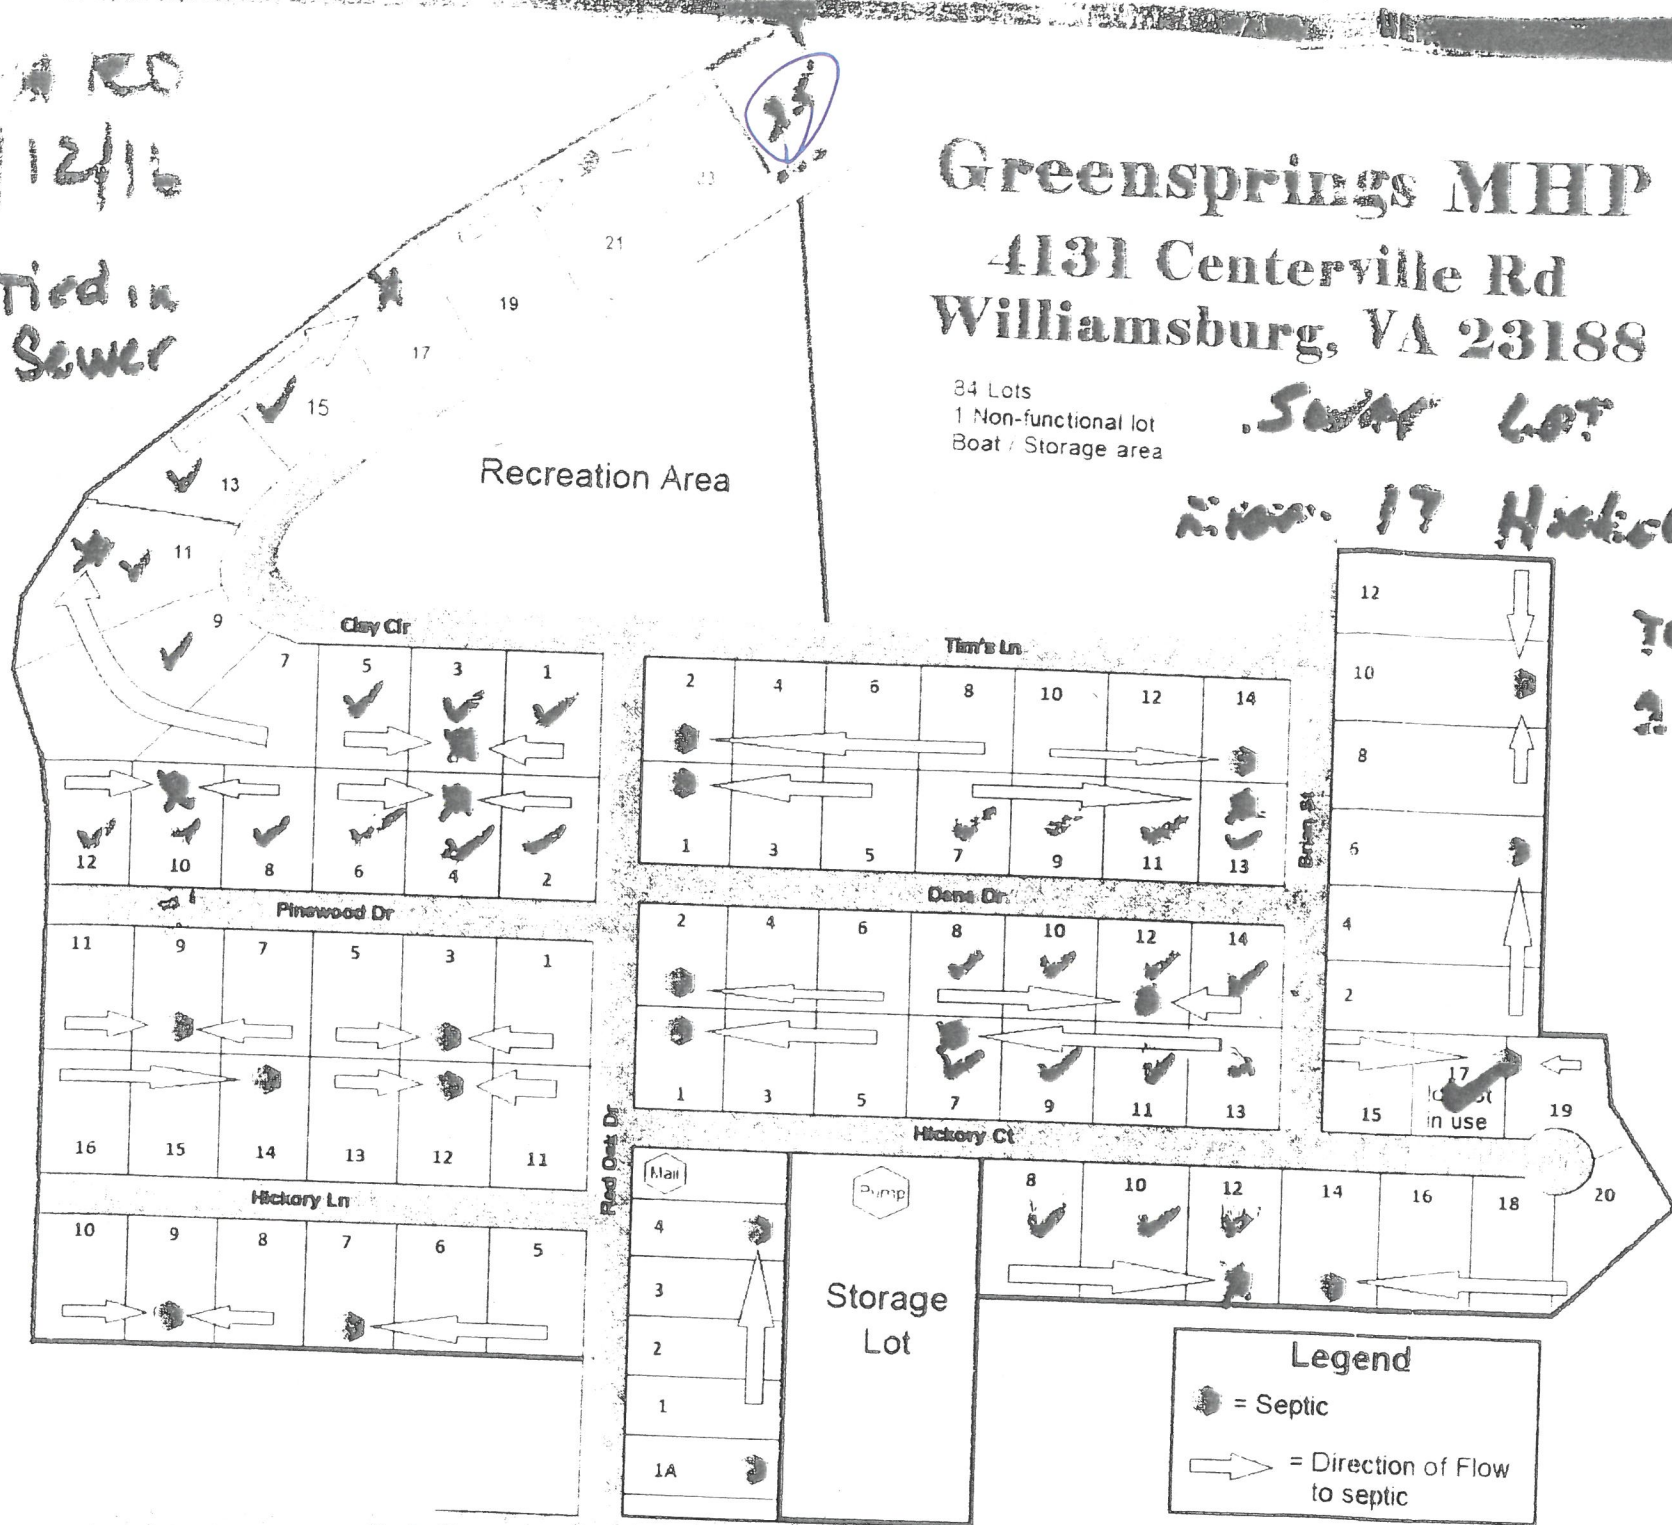 12/16
Tied in
Sewer
Greensprings MHP
4131 Centerville Rd
Williamsburg, VA 23188
84 Lots
1 Non-functional lot
Boat / Storage area
LOT
17
21
19
17
15
13
11
9
7
5
3
1
Recreation Area
Clay Cir
Tim's Ln
2 4 6 8 10 12 14
12
10
8
6
4
2
12 10 8 6 4 2
1 3 5 7 9 11 13
Brian St
Pinewood Dr
Dana Dr
11 9 7 5 3 1
2 4 6 8 10 12 14
16 15 14 13 12 11
1 3 5 7 9 11 13
15
17
in use
19
Hickory Ct
Red Oak Dr
Hickory Ln
10 9 8 7 6 5
Mail
4
3
2
1
1A
Pump
Storage
Lot
8 10 12 14 16 18 20
Legend
= Septic
= Direction of Flow
to septic